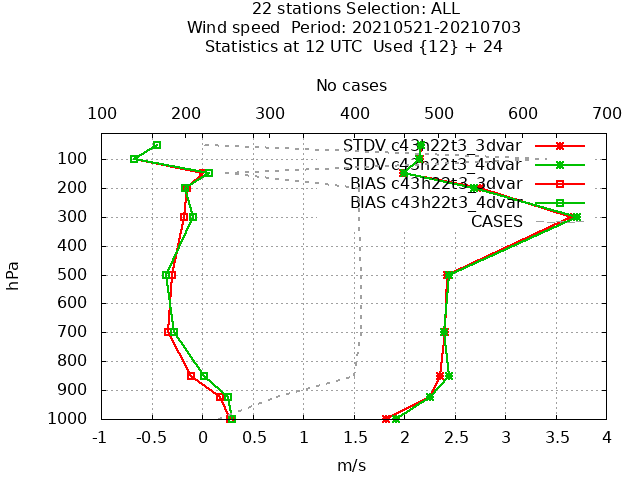 22 stations Selection: ALL
Wind speed  Period: 20210521-20210703
Statistics at 12 UTC  Used {12} + 24
No cases
100 200 300 400 500 600 700
STDV c43h22t3_3dvar
100
STDV c43h22t3_4dvar
BIAS c43h22t3_3dvar
200
BIAS c43h22t3_4dvar
300
CASES
400
hPa
500
600
700
800
900
1000
-1 -0.5 0 0.5 1 1.5 2 2.5 3 3.5 4
m/s